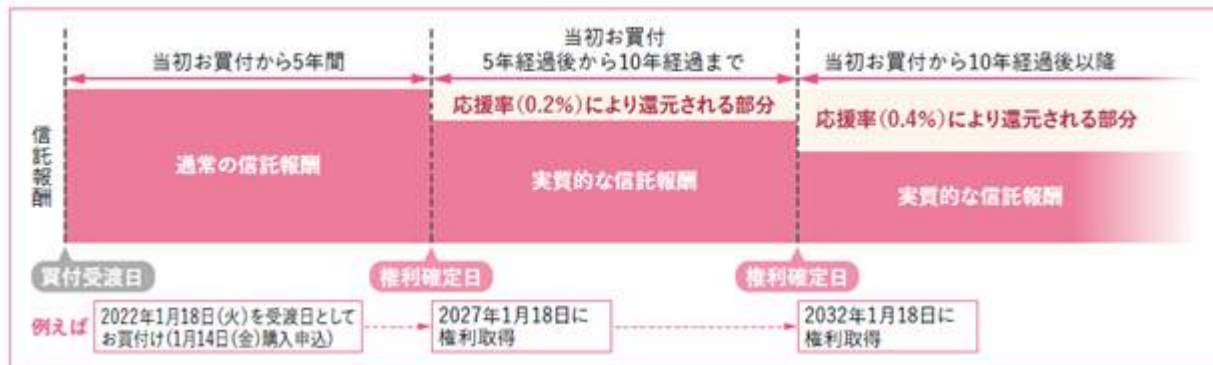 当初お買付から5年間
当初お買付
5年経過後から10年経過まで
当初お買付から10年経過後以降
信託報酬
通常の信託報酬
応援率(0.2%)により還元される部分
実質的な信託報酬
応援率(0.4%)により還元される部分
実質的な信託報酬
買付受渡日
権利確定日
権利確定日
例えば
2022年1月18日(火)を受渡日として
お買付け(1月14日(金)購入申込)
2027年1月18日に
権利取得
2032年1月18日に
権利取得